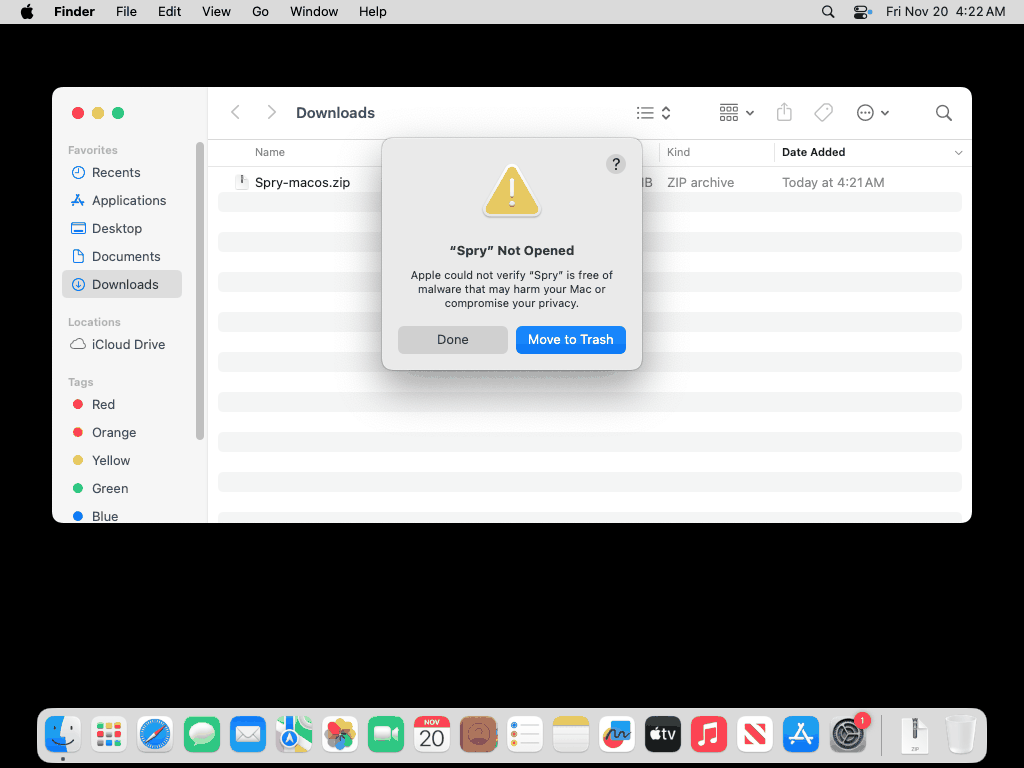 Finder File Edit View Go Window Help Fri Nov 20 4:22 AM
Downloads
Favorites
Recents
Applications
Desktop
Documents
Downloads
Locations
iCloud Drive
Tags
Red
Orange
Yellow
Green
Blue
Name Kind Date Added
Spry-macos.zip ZIP archive Today at 4:21 AM
?
“Spry” Not Opened
Apple could not verify “Spry” is free of
malware that may harm your Mac or
compromise your privacy.
Done Move to Trash
NOV
20
tv
1
ZIP